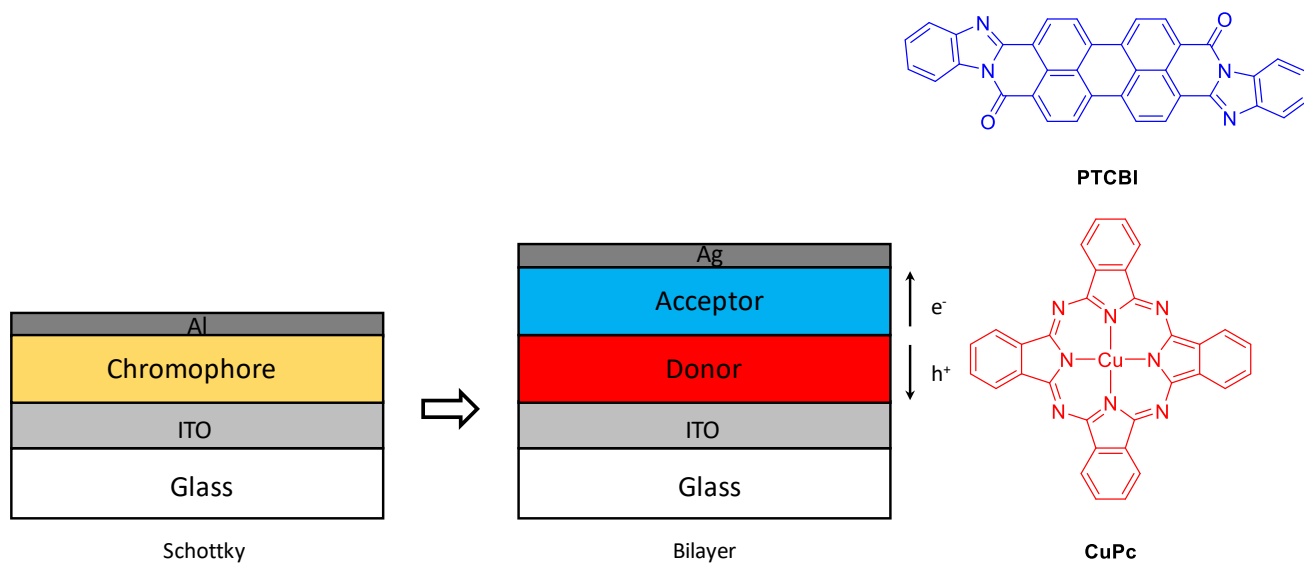 O
N
N
N
O
N
PTCBI
Ag
Acceptor
e-
Donor
h+
Al
Chromophore
ITO
ITO
Glass
Glass
Schottky
Bilayer
N
N
N
N
Cu
N
N
N
N
CuPc